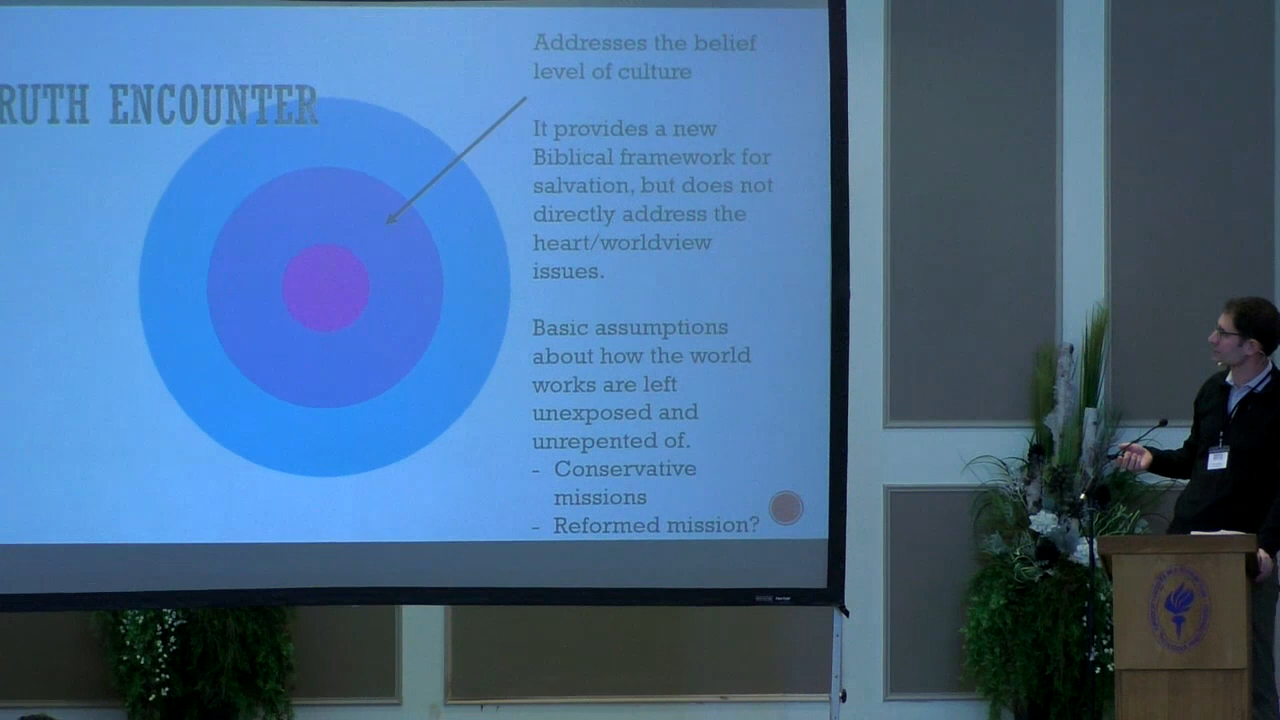 RUTH ENCOUNTER
Addresses the belief
level of culture
It provides a new
Biblical framework for
salvation, but does not
directly address the
heart/worldview
issues.
Basic assumptions
about how the world
works are left
unexposed and
unrepented of.
- Conservative
missions
- Reformed mission?